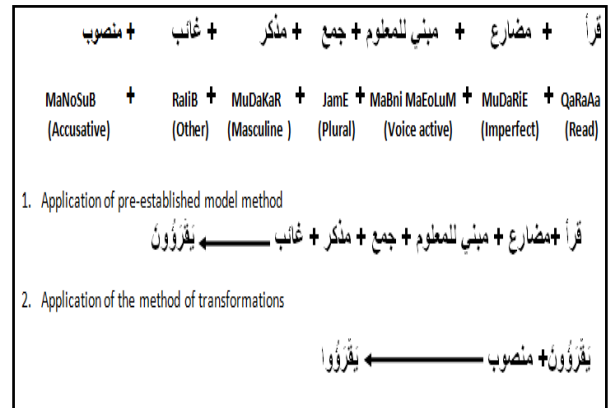 قرأ + مضارع + مبني للمعلوم + جمع + مذكر + غائب + منصوب
MaNoSuB + RaIiB + MuDaKaR + JamE + MaBni MaEoLuM + MuDaRiE + QaRaAa
(Accusative) (Other) (Masculine ) (Plural) (Voice active) (Imperfect) (Read)
1. Application of pre-established model method
قرأ +مضارع + مبني للمعلوم + جمع + مذكر + غائب ← يَقْرَؤُونَ
2. Application of the method of transformations
يَقْرَؤُونَ+ منصوب ← يَقْرَؤُوا